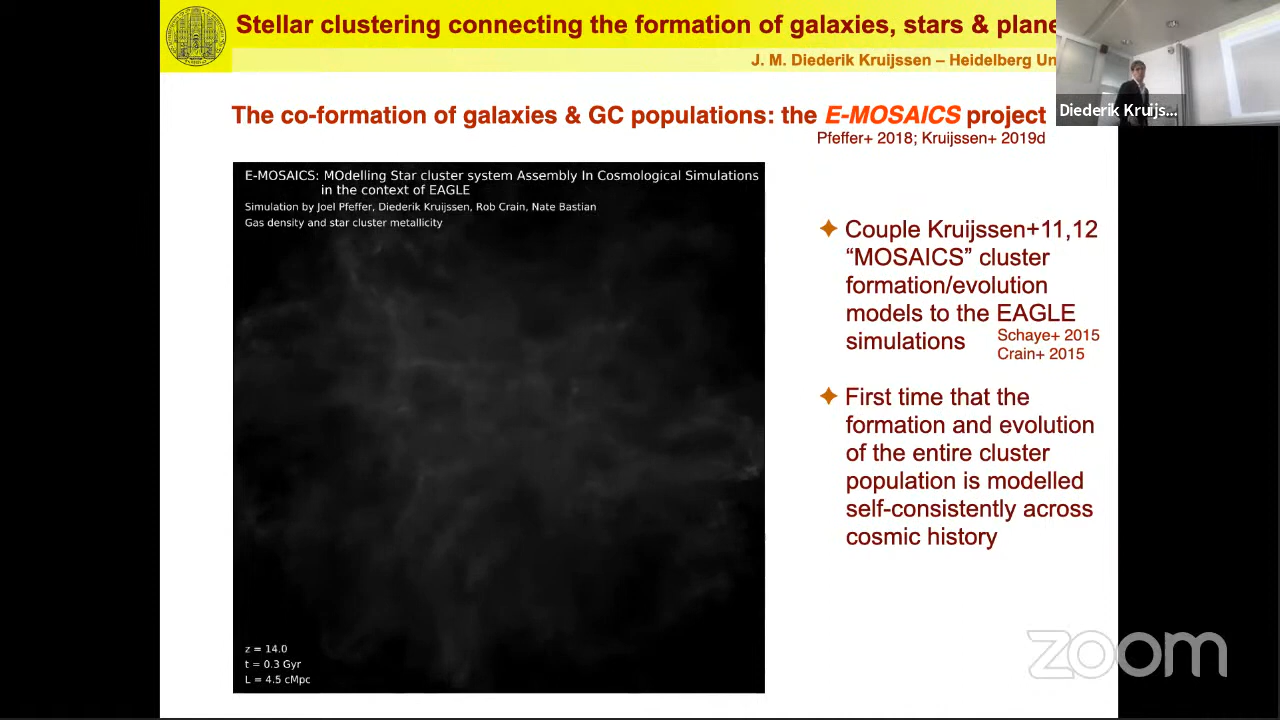 Stellar clustering connecting the formation of galaxies, stars & plane
J. M. Diederik Kruijssen – Heidelberg Un
Diederik Kruijs...
The co-formation of galaxies & GC populations: the E-MOSAICS project
Pfeffer+ 2018; Kruijssen+ 2019d
E-MOSAICS: MOdelling Star cluster system Assembly In Cosmological Simulations
in the context of EAGLE
Simulation by Joel Pfeffer, Diederik Kruijssen, Rob Crain, Nate Bastian
Gas density and star cluster metallicity
z = 14.0
t = 0.3 Gyr
L = 4.5 cMpc
✦ Couple Kruijssen+11,12
“MOSAICS” cluster
formation/evolution
models to the EAGLE
simulations
Schaye+ 2015
Crain+ 2015
✦ First time that the
formation and evolution
of the entire cluster
population is modelled
self-consistently across
cosmic history
zoom